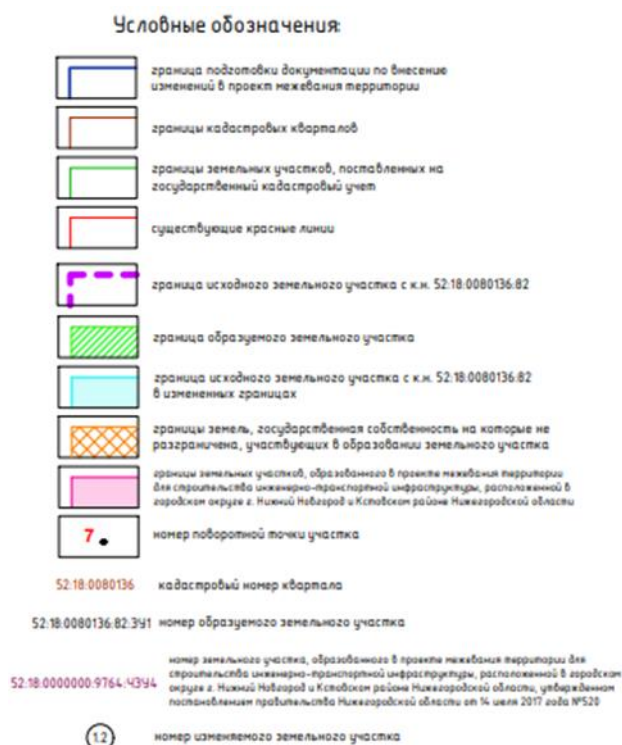 Условные обозначения:
граница подготовки документации по внесению
изменений в проект межевания территории
границы кадастровых кварталов
границы земельных участков, поставленных на
государственный кадастровый учет
существующие красные линии
граница исходного земельного участка с к.н. 52:18:0080136:82
граница образуемого земельного участка
граница исходного земельного участка с к.н. 52:18:0080136:82
в измененных границах
границы земель, государственная собственность на которые не
разграничена, участвующих в образовании земельного участка
границы земельных участков, образованного в проекте межевания территории
для строительства инженерно-транспортной инфраструктуры, расположенной в
городском округе г. Нижний Новгород и Кстовском районе Нижегородской области
7 номер поворотной точки участка
52:18:0080136 кадастровый номер квартала
52:18:0080136:82:ЗУ1 номер образуемого земельного участка
номер земельного участка, образованного в проекте межевания территории для
строительства инженерно-транспортной инфраструктуры, расположенной в городском
52:18:0000000:9764:ЧЗУ4 округе г. Нижний Новгород и Кстовском районе Нижегородской области, утвержденном
постановлением правительства Нижегородской области от 14 июля 2017 года №520
1.2 номер изменяемого земельного участка